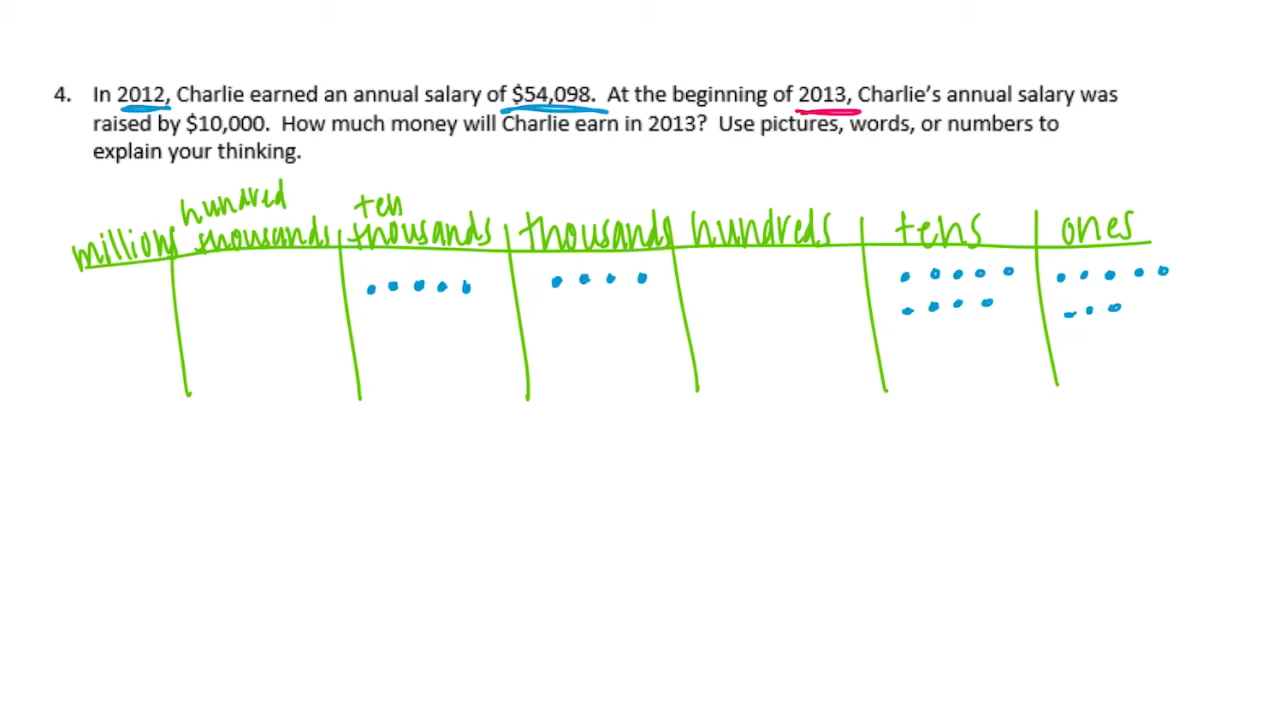 4. In 2012, Charlie earned an annual salary of $54,098. At the beginning of 2013, Charlie's annual salary was
raised by $10,000. How much money will Charlie earn in 2013? Use pictures, words, or numbers to
explain your thinking.
hundred ten
millions thousands thousands thousands hundreds tens ones